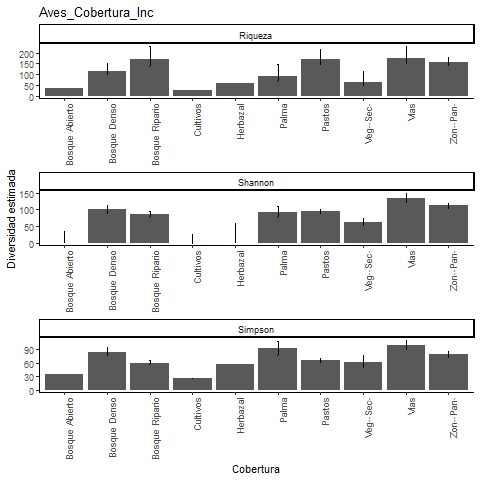 Aves_Cobertura_Inc
Riqueza
200
150
100
50
0
Bosque Abierto
Bosque Denso
Bosque Ripario
Cultivos
Herbazal
Palma
Pastos
Veg--Sec-
Vias
Zon--Pan-
Shannon
150
100
50
0
Bosque Abierto
Bosque Denso
Bosque Ripario
Cultivos
Herbazal
Palma
Pastos
Veg--Sec-
Vias
Zon--Pan-
Simpson
90
60
30
0
Bosque Abierto
Bosque Denso
Bosque Ripario
Cultivos
Herbazal
Palma
Pastos
Veg--Sec-
Vias
Zon--Pan-
Diversidad estimada
Cobertura